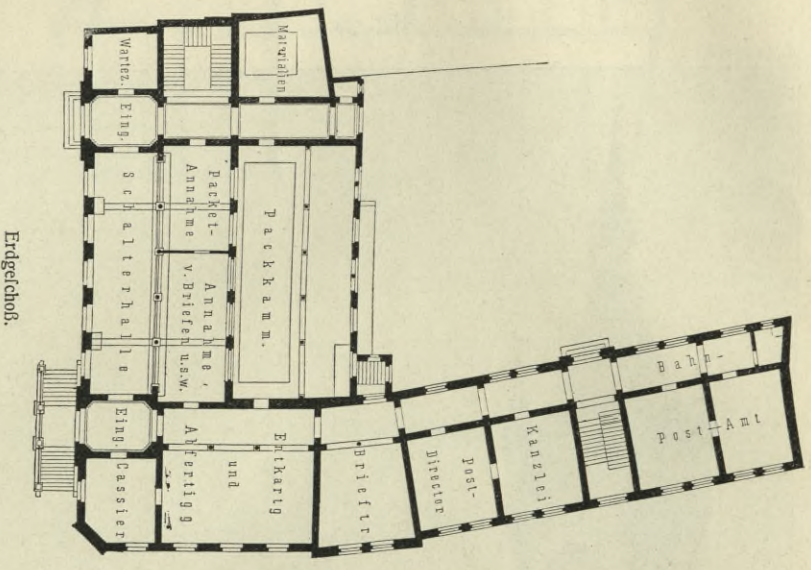 Materialien
Wartez.
Eing.
Packet-
Annahme
Schalterhalle
Packkamm.
Annahme,
v. Briefen u.s.w.
Erdgeſchoß.
Bahn-
Post-Amt
Eing.
Entkartg
und
Abfertigg
Cassier
Brieftr
Post-
Director
Kanzlei